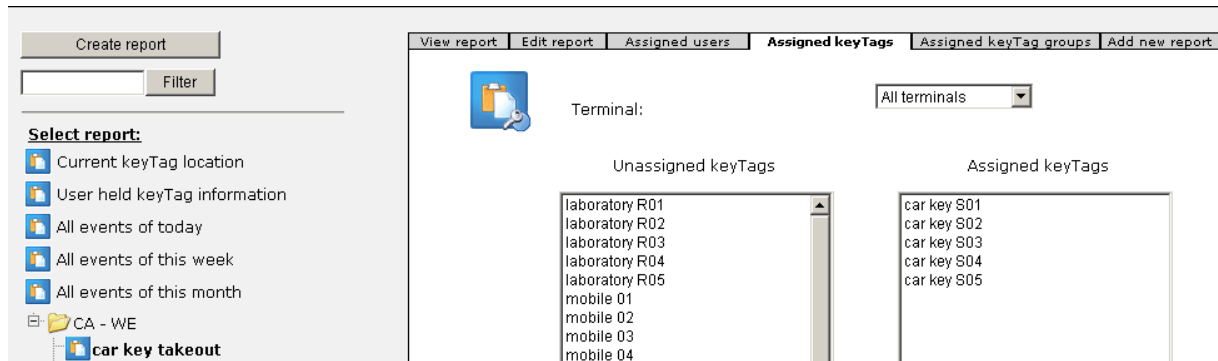 Create report
Filter
Select report:
Current keyTag location
User held keyTag information
All events of today
All events of this week
All events of this month
CA - WE
car key takeout
View report Edit report Assigned users Assigned keyTags Assigned keyTag groups Add new report
Terminal: All terminals
Unassigned keyTags
laboratory R01
laboratory R02
laboratory R03
laboratory R04
laboratory R05
mobile 01
mobile 02
mobile 03
mobile 04
Assigned keyTags
car key S01
car key S02
car key S03
car key S04
car key S05